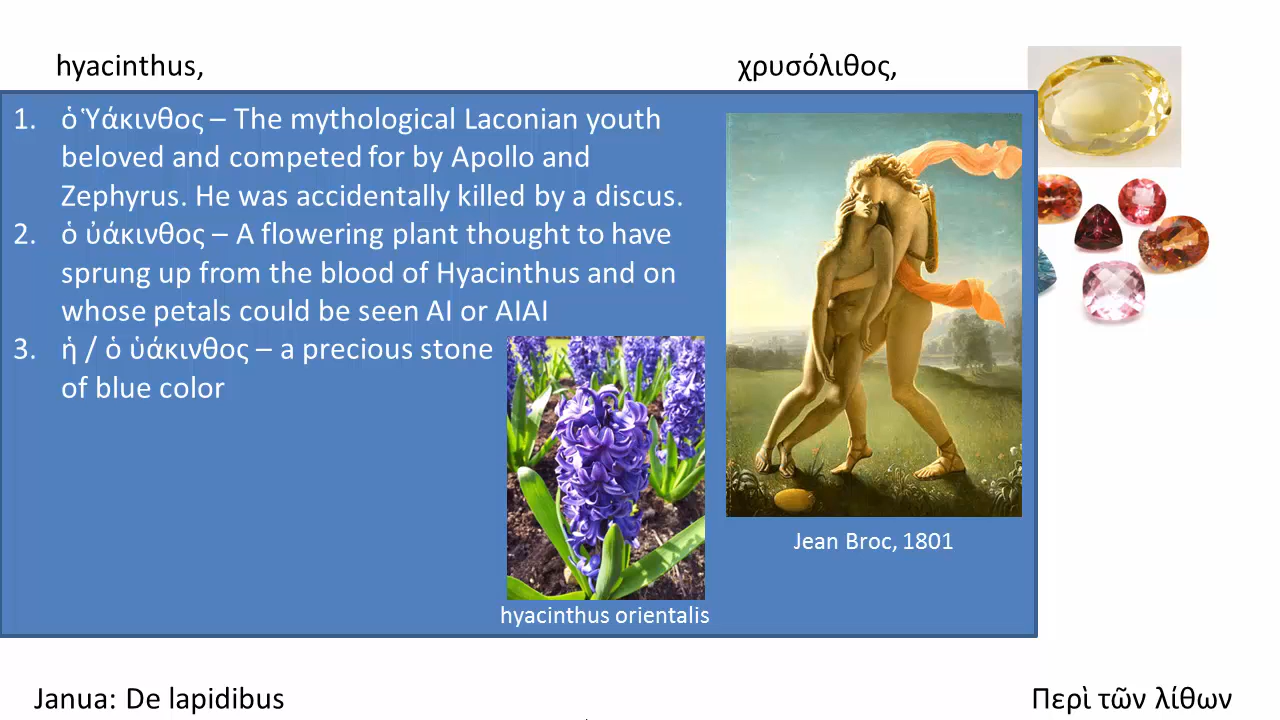 hyacinthus,
χρυσόλιθος,
1. ὁ Ὑάκινθος – The mythological Laconian youth
beloved and competed for by Apollo and
Zephyrus. He was accidentally killed by a discus.
2. ὁ ὑάκινθος – A flowering plant thought to have
sprung up from the blood of Hyacinthus and on
whose petals could be seen AI or AIAI
3. ἡ / ὁ ὑάκινθος – a precious stone
of blue color
Jean Broc, 1801
hyacinthus orientalis
Janua: De lapidibus
Περὶ τῶν λίθων